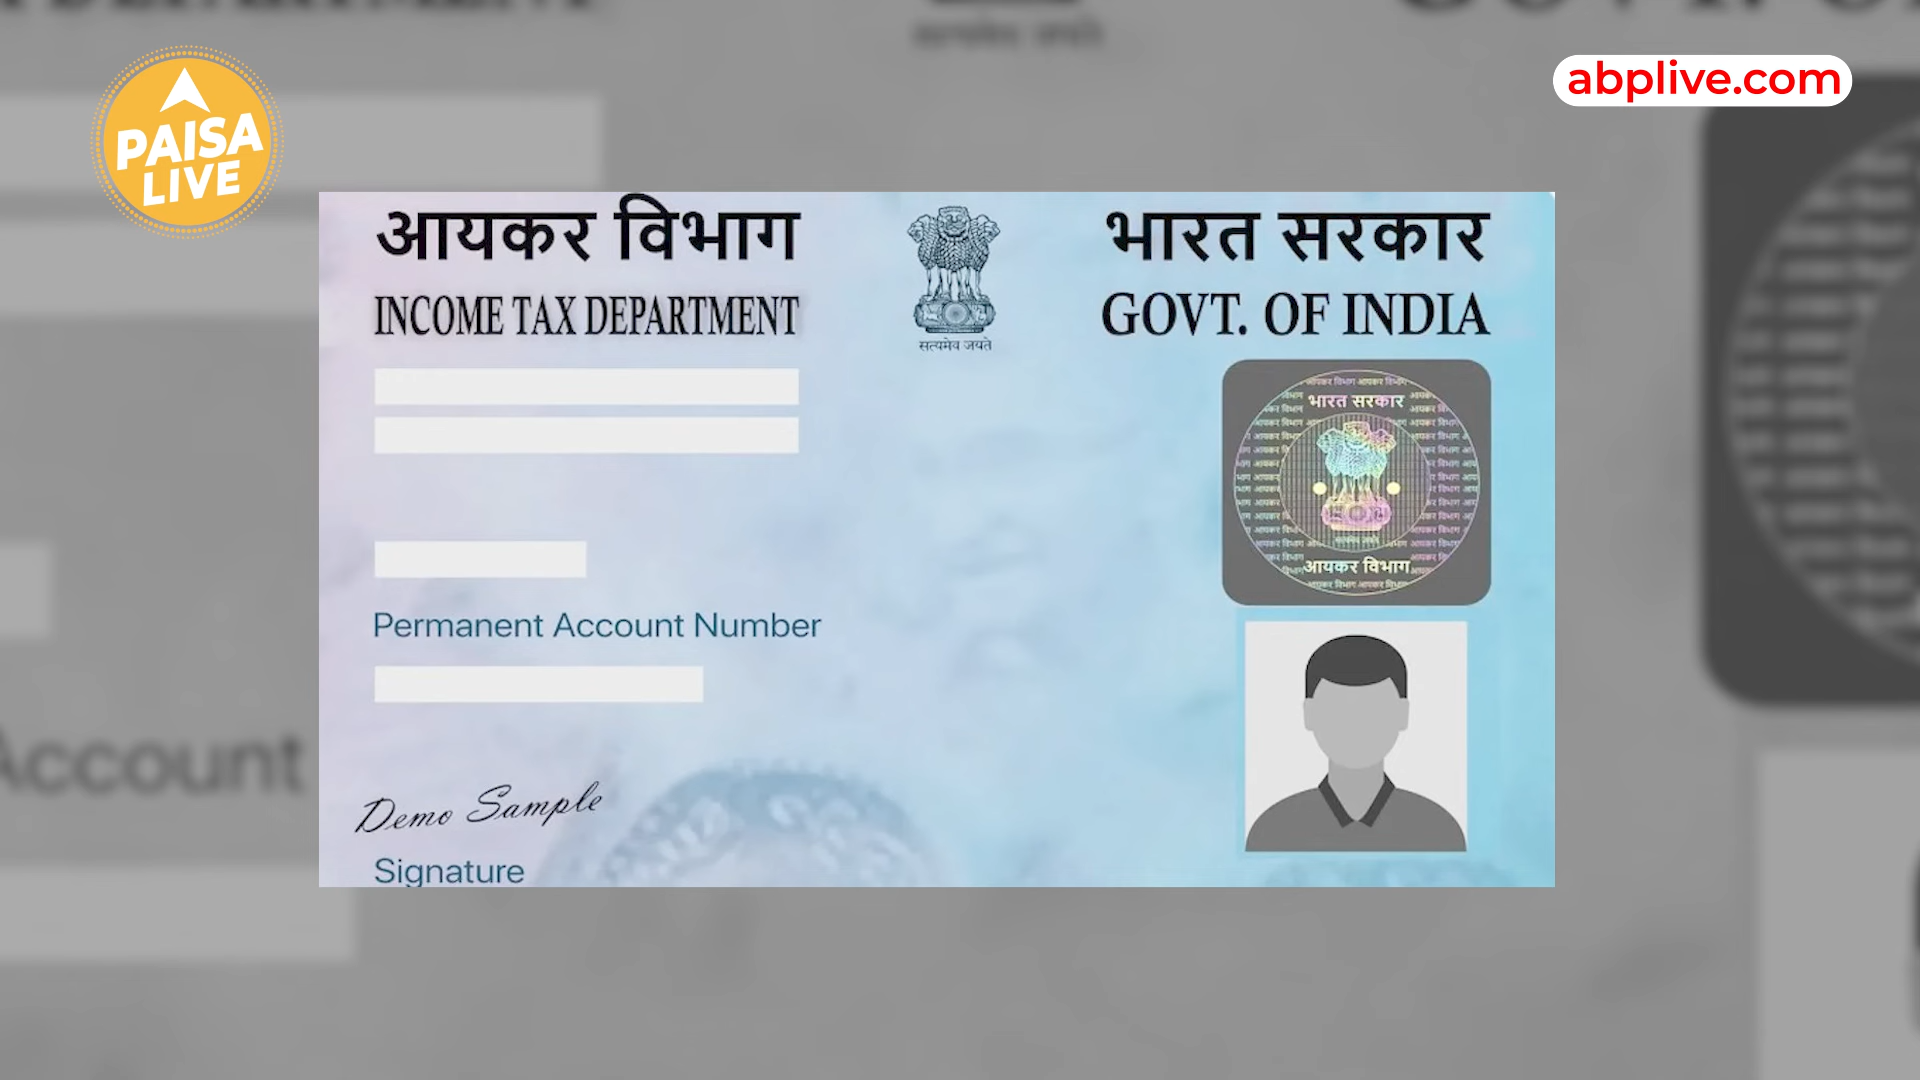 PAISA
LIVE
abplive.com
आयकर विभाग
INCOME TAX DEPARTMENT
सत्यमेव जयते
भारत सरकार
GOVT. OF INDIA
भारत सरकार
आयकर विभाग
Permanent Account Number
Demo Sample
Signature
Account